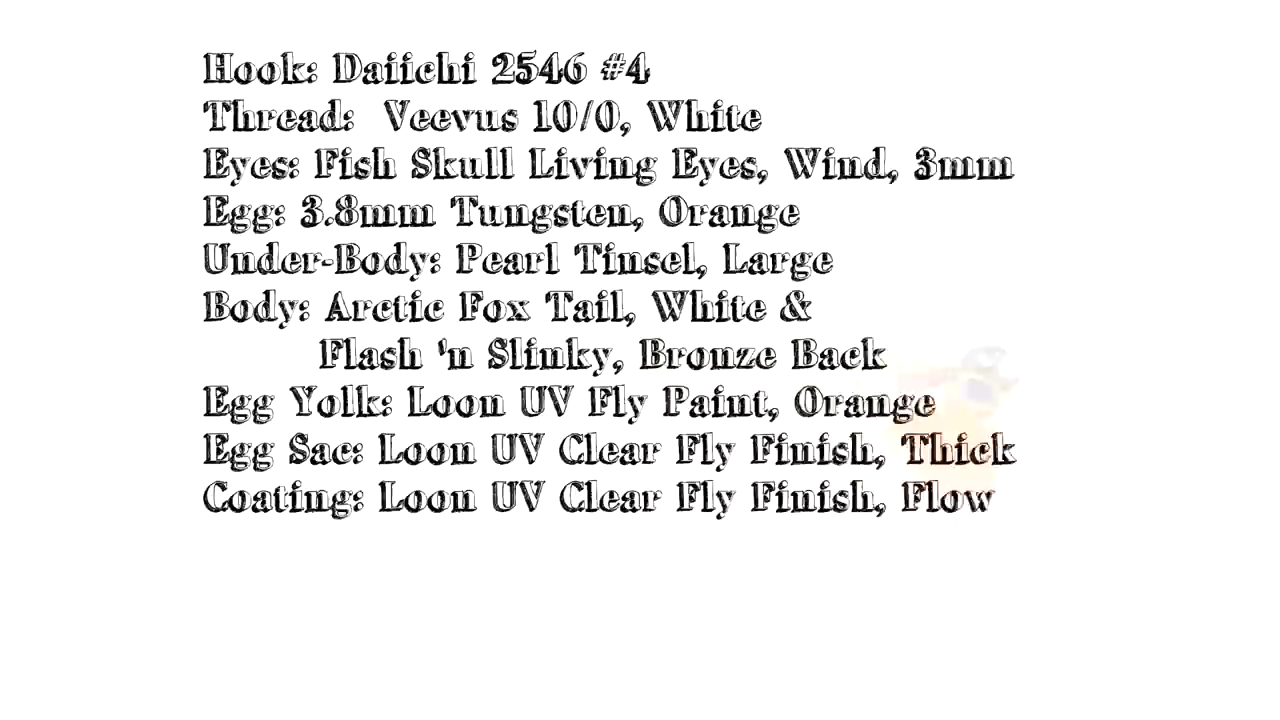 Hook: Daiichi 2546 #4
Thread:  Veevus 10/0, White
Eyes: Fish Skull Living Eyes, Wind, 3mm
Egg: 3.8mm Tungsten, Orange
Under-Body: Pearl Tinsel, Large
Body: Arctic Fox Tail, White &
Flash 'n Slinky, Bronze Back
Egg Yolk: Loon UV Fly Paint, Orange
Egg Sac: Loon UV Clear Fly Finish, Thick
Coating: Loon UV Clear Fly Finish, Flow